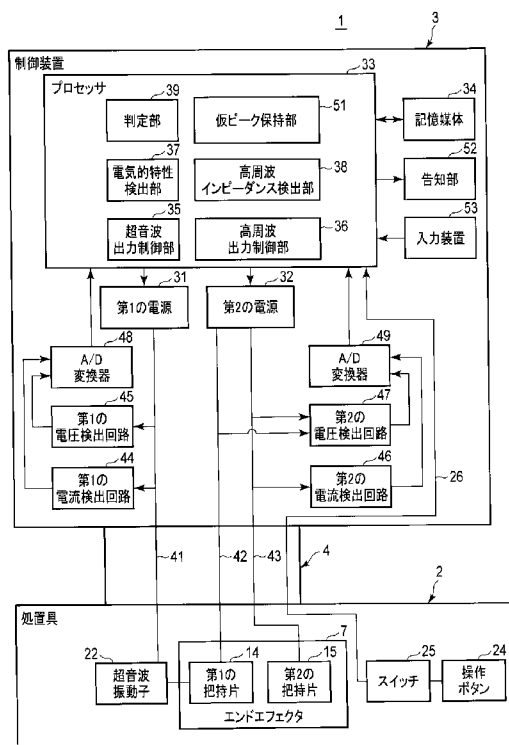 1
3
制御装置
33
プロセッサ
39
判定部
51
仮ピーク保持部
34
記憶媒体
37
電気的特性
検出部
38
高周波
インピーダンス検出部
52
告知部
35
超音波
出力制御部
36
高周波
出力制御部
53
入力装置
31
第1の電源
32
第2の電源
48
A/D
変換器
49
A/D
変換器
45
第1の
電圧検出回路
47
第2の
電圧検出回路
44
第1の
電流検出回路
46
第2の
電流検出回路
26
41
42
43
4
2
処置具
7
22
超音波
振動子
14
第1の
把持片
15
第2の
把持片
エンドエフェクタ
25
スイッチ
24
操作
ボタン